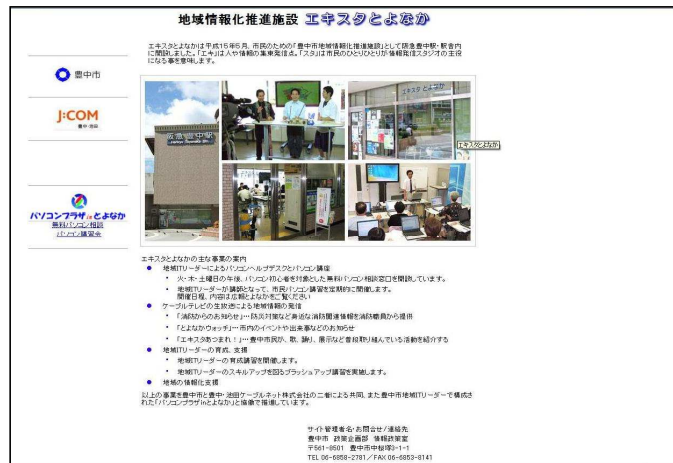 地域情報化推進施設 エキスタとよなか
エキスタとよなかは平成15年5月、市民のための「豊中市地域情報化推進施設」として阪急豊中駅・駅舎内
に開設しました。「エキ」は人や情報の集束発信点。「スタ」は市民のひとりひとりが情報発信スタジオの主役
になる事を意味します。
豊中市
J:COM
豊中・池田
パソコンプラザ in とよなか
無料パソコン相談
パソコン講習会
阪急 豊中駅
エキスタとよなか
エキスタとよなか
エキスタとよなかの主な事業の案内
● 地域ITリーダーによるパソコンヘルプデスクとパソコン講座
・ 火・木・土曜日の午後、パソコン初心者を対象とした無料パソコン相談窓口を開設しています。
・ 地域ITリーダーが講師となって、市民パソコン講習を定期的に開催します。
開催日程、内容は広報とよなかをご覧ください
● ケーブルテレビの生放送による地域情報の発信
・ 「消防からのお知らせ」…防災対策など身近な消防関連情報を消防職員から提供
・ 「とよなかウォッチ」…市内のイベントや出来事などのお知らせ
・ 「エキスタあつまれ！」…豊中市民が、歌、踊り、展示など普段取り組んでいる活動を紹介する
● 地域ITリーダーの育成、支援
・ 地域ITリーダーの育成講習を開催します。
・ 地域ITリーダーのスキルアップを図るブラッシュアップ講習を実施します。
● 地域の情報化支援
以上の事業を豊中市と豊中・池田ケーブルネット株式会社の二者による共同、また豊中市地域ITリーダーで構成さ
れた「パソコンプラザinとよなか」と協働で推進しています。
サイト管理者名・お問合せ/連絡先
豊中市 政策企画部 情報政策室
〒561-8501 豊中市中桜塚3-1-1
TEL 06-6858-2781／FAX 06-6853-8141